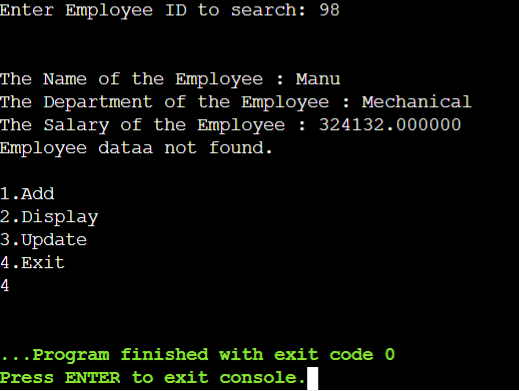 Enter Employee ID to search: 98
The Name of the Employee : Manu
The Department of the Employee : Mechanical
The Salary of the Employee : 324132.000000
Employee dataa not found.
1.Add
2.Display
3.Update
4.Exit
4
...Program finished with exit code 0
Press ENTER to exit console.